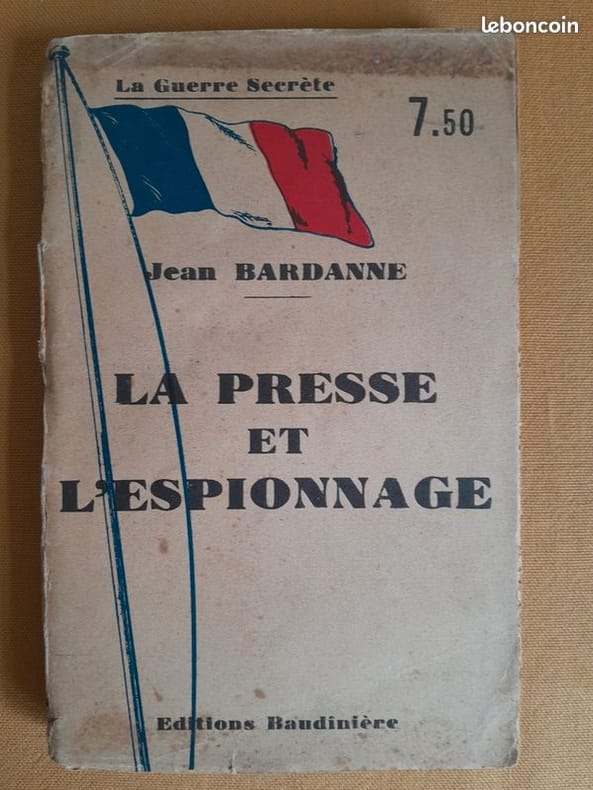 leboncoin
La Guerre Secrète
7.50
Jean BARDANNE
LA PRESSE
ET
L'ESPIONNAGE
Editions Baudinière